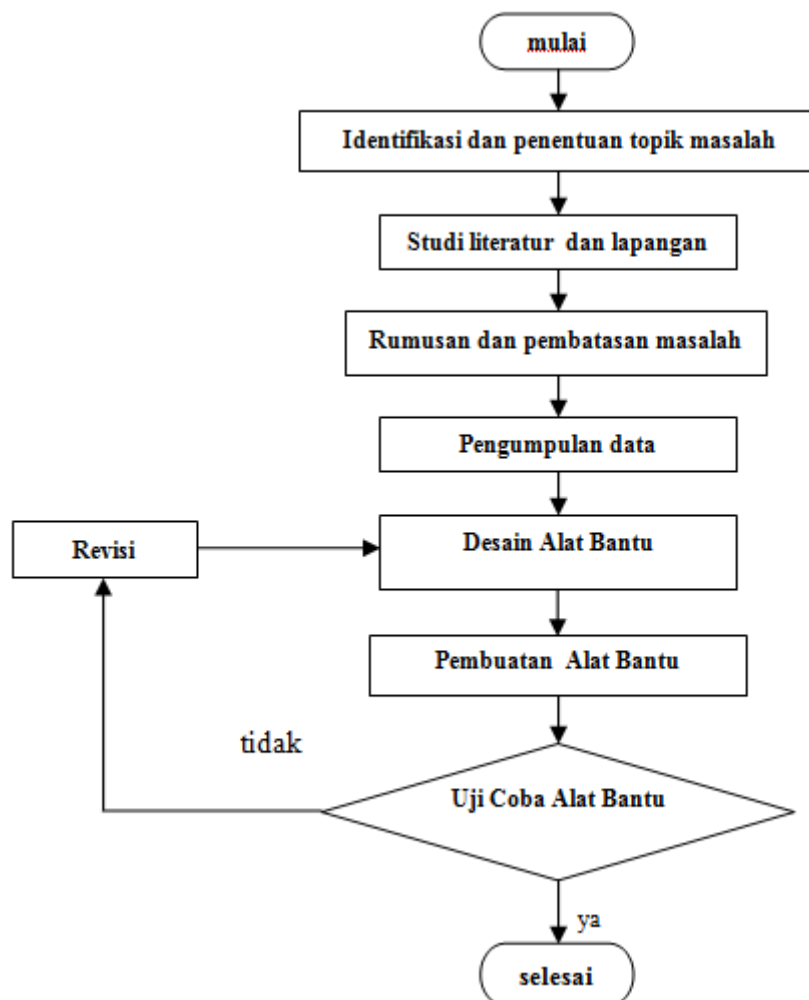 mulai
Identifikasi dan penentuan topik masalah
Studi literatur dan lapangan
Rumusan dan pembatasan masalah
Pengumpulan data
Revisi
Desain Alat Bantu
Pembuatan Alat Bantu
tidak
Uji Coba Alat Bantu
ya
selesai